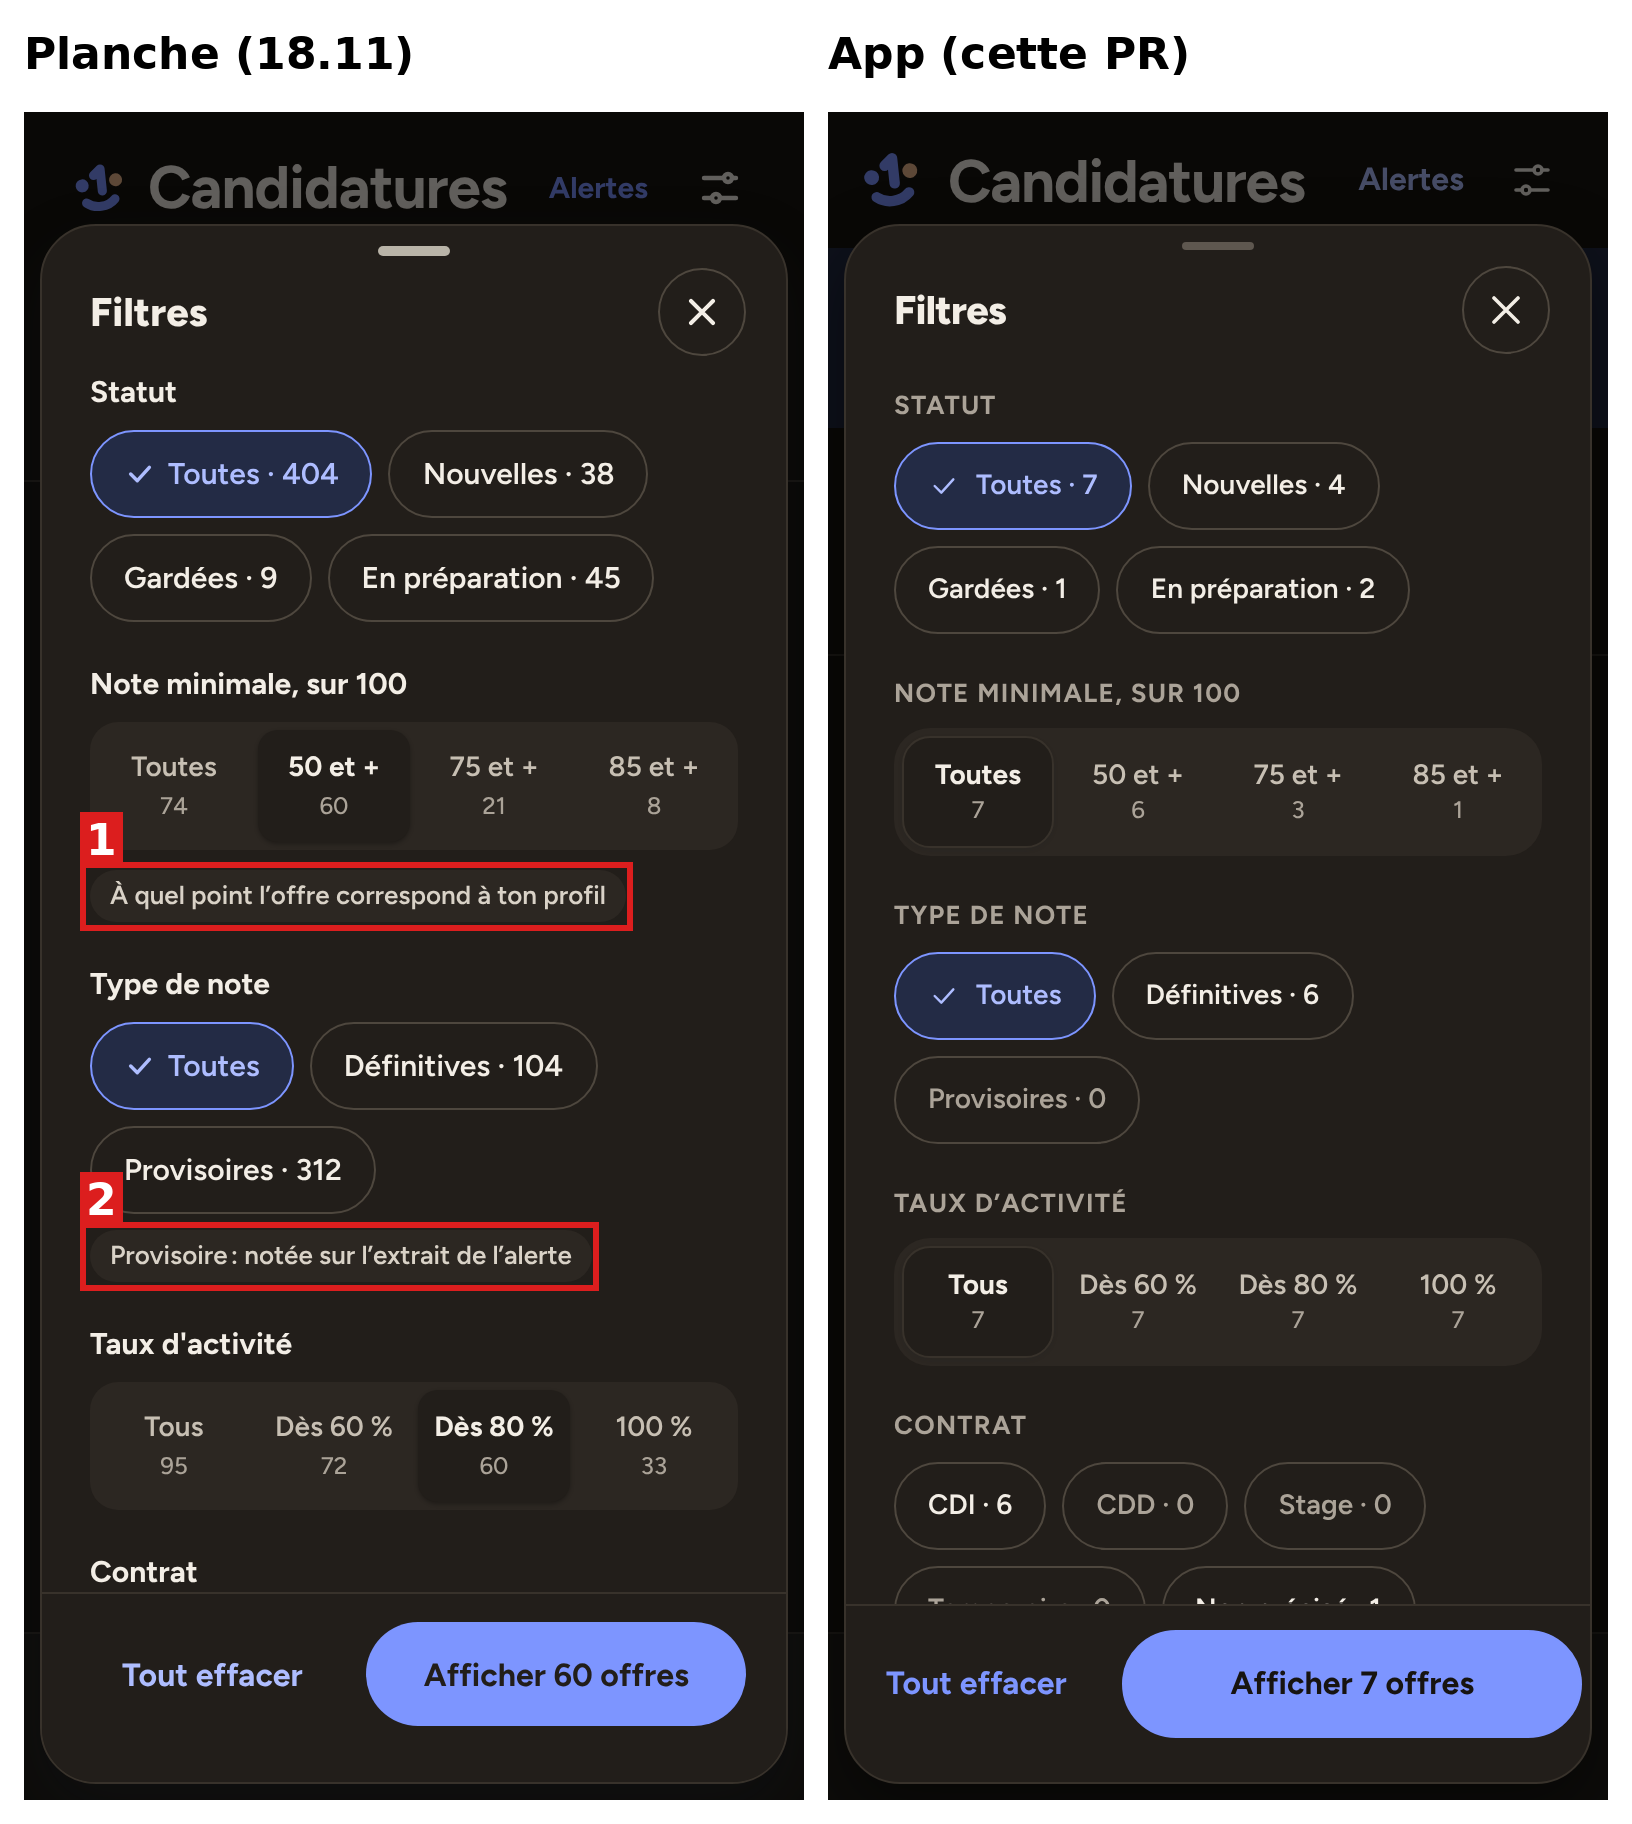 Planche (18.11)
Candidatures Alertes
Filtres
Statut
Toutes · 404 Nouvelles · 38
Gardées · 9 En préparation · 45
Note minimale, sur 100
Toutes 50 et + 75 et + 85 et +
74 60 21 8
1
À quel point l’offre correspond à ton profil
Type de note
Toutes Définitives · 104
Provisoires · 312
2
Provisoire : notée sur l’extrait de l’alerte
Taux d'activité
Tous Dès 60 % Dès 80 % 100 %
95 72 60 33
Contrat
Tout effacer Afficher 60 offres
App (cette PR)
Candidatures Alertes
Filtres
STATUT
Toutes · 7 Nouvelles · 4
Gardées · 1 En préparation · 2
NOTE MINIMALE, SUR 100
Toutes 50 et + 75 et + 85 et +
7 6 3 1
TYPE DE NOTE
Toutes Définitives · 6
Provisoires · 0
TAUX D’ACTIVITÉ
Tous Dès 60 % Dès 80 % 100 %
7 7 7 7
CONTRAT
CDI · 6 CDD · 0 Stage · 0
Tout effacer Afficher 7 offres